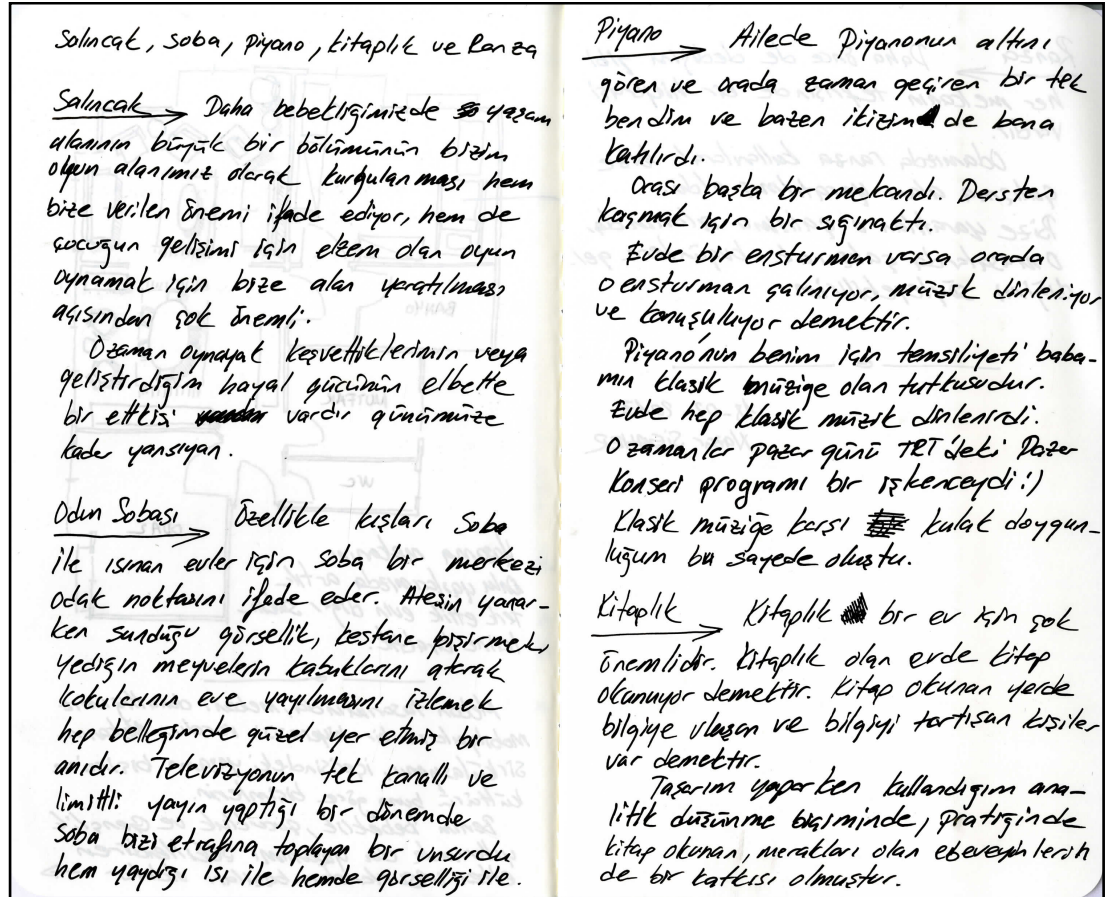 Salıncak, Soba, Piyano, kitaplık ve Ranza
Salıncak → Daha bebekliğimizde yaşam
alanının büyük bir bölümünün bizim
oyun alanımız olarak kurgulanması hem
bize verilen önemi ifade ediyor, hem de
çocuğun gelişimi için elzem olan oyun
oynamak için bize alan yaratılması
açısından çok önemli.
O zaman oynayak keşvettiklerimin veya
geliştirdiğim hayal gücünün elbette
bir ettkisi vardır günümüze
kadar yansıyan.
Odun Sobası → Özellikle kışları Soba
ile ısınan evler için soba bir merkezi
odak noktasını ifade eder. Ateşin yanar-
ken sunduğu görsellik, kestane pişirmek,
yediğin meyvelerin kabuklarını atarak
kokularının eve yayılmasını izlemek
hep belleğimde güzel yer etmiş bir
anıdır. Televizyonun tek kanallı ve
limittli yayın yaptığı bir dönemde
soba bizi etrafına toplayan bir unsurdu
hem yaydığı ısı ile hemde görselliği ile.
Piyano → Ailede Piyanonun altını
gören ve orada zaman geçiren bir tek
bendim ve bazen ikizim de bana
katılırdı.
Orası başka bir mekandı. Dersten
kaçmak için bir sığınaktı.
Evde bir ensturmen varsa orada
o ensturman çalınıyor, müzik dinleniyor
ve konuşuluyor demektir.
Piyano'nun benim için temsiliyeti baba-
mın klasik müziğe olan tutkusudur.
Evde hep klasik müzik dinlenirdi.
O zamanlar pazar günü TRT'deki Pazar
Konseri programı bir işkenceydi :)
Klasik müziğe karşı kulak doygun-
luğum bu sayede oluştu.
Kitaplık → Kitaplık bir ev için çok
önemlidir. Kitaplık olan evde kitap
okunuyor demektir. Kitap okunan yerde
bilgiye ulaşan ve bilgiyi tartışan kişiler
var demektir.
Tasarım yaparken kullandığım ana-
litik düşünme biçiminde, pratiğinde
kitap okunan, merakları olan ebeveynlerin
de bir katkısı olmuştur.